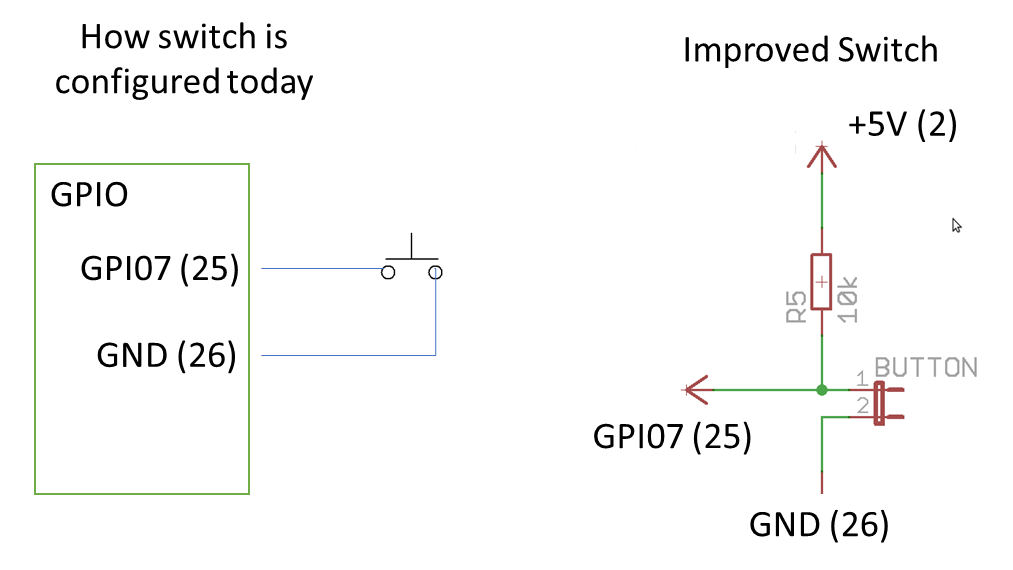 How switch is
configured today
GPIO
GPI07 (25)
GND (26)
Improved Switch
+5V (2)
R5
10k
BUTTON
1
2
GPI07 (25)
GND (26)